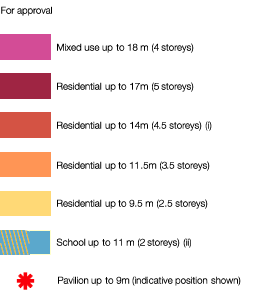 For approval
Mixed use up to 18 m (4 storeys)
Residential up to 17m (5 storeys)
Residential up to 14m (4.5 storeys) (i)
Residential up to 11.5m (3.5 storeys)
Residential up to 9.5 m (2.5 storeys)
School up to 11 m (2 storeys) (ii)
Pavilion up to 9m (indicative position shown)